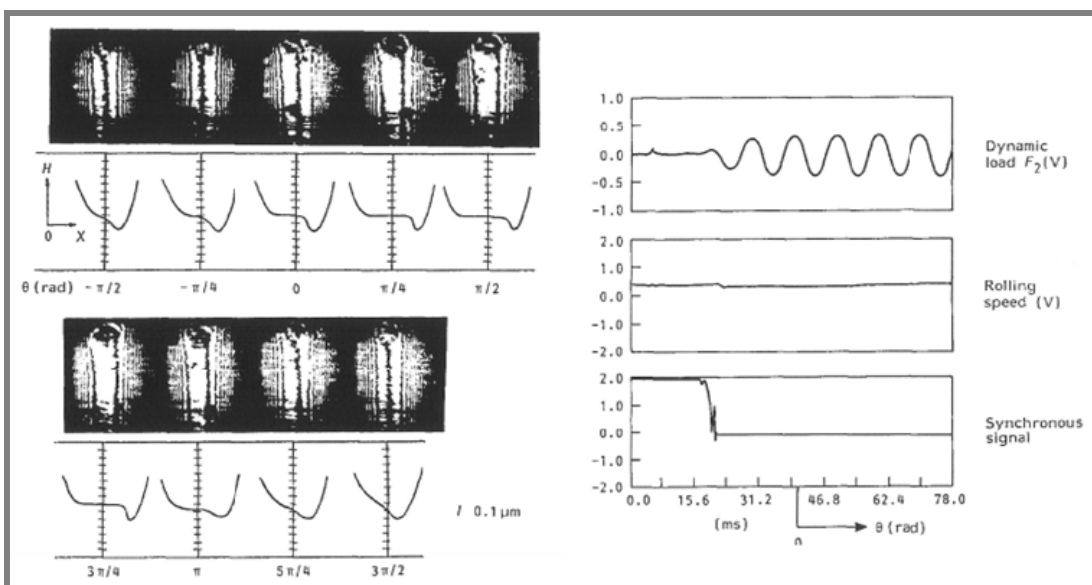 H
0 X
θ (rad) -π/2 -π/4 0 π/4 π/2
3π/4 π 5π/4 3π/2
I 0.1 μm
1.0
0.5
0.0
-0.5
-1.0
Dynamic
load F₂(V)
2.0
1.0
0.0
-1.0
-2.0
Rolling
speed (V)
2.0
1.0
0.0
-1.0
-2.0
Synchronous
signal
0.0 15.6 31.2 46.8 62.4 78.0
(ms) θ (rad)